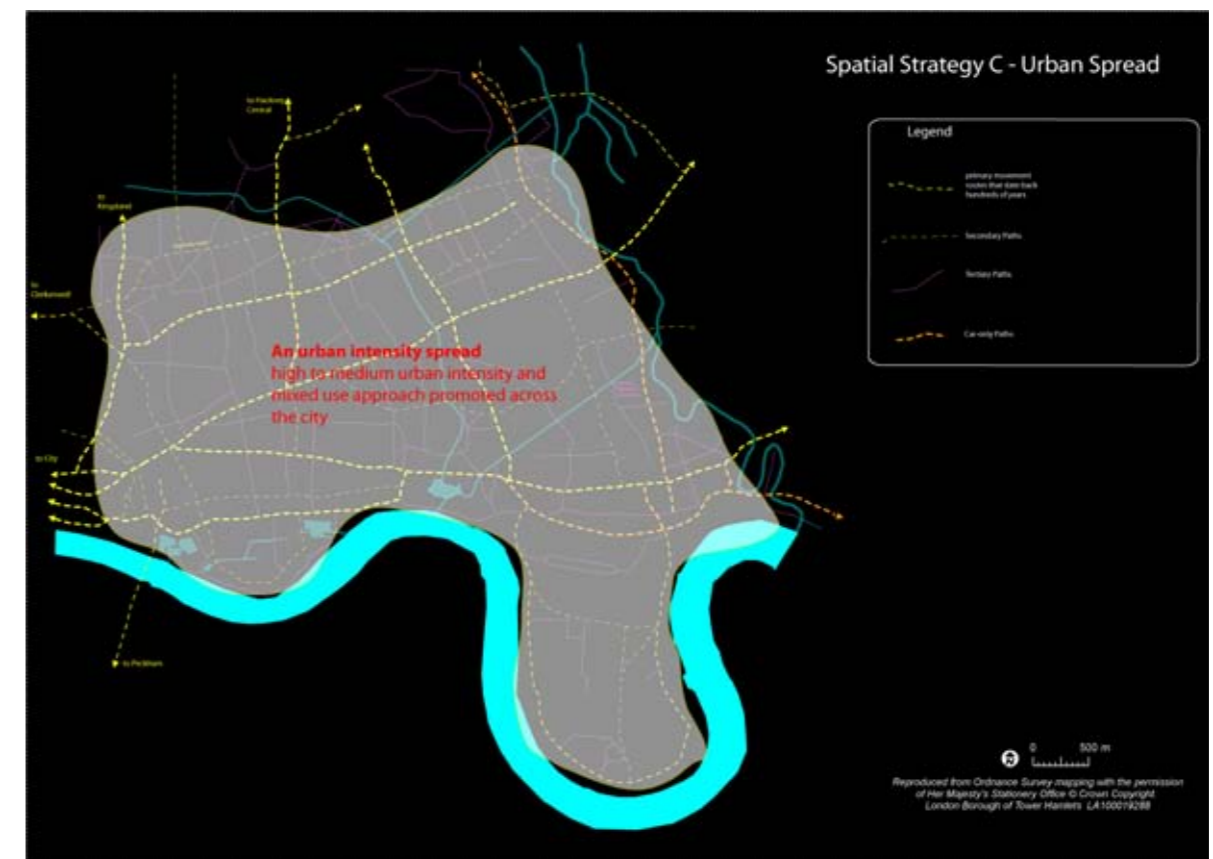 Spatial Strategy C - Urban Spread
Legend
primary movement
routes that date back
hundreds of years
Secondary Paths
Tertiary Paths
Car-only Paths
to Hackney
Central
to
Kingsland
to
Clerkenwell
An urban intensity spread
high to medium urban intensity and
mixed use approach promoted across
the city
to City
to Peckham
0 500 m
Reproduced from Ordnance Survey mapping with the permission
of Her Majesty's Stationery Office © Crown Copyright
London Borough of Tower Hamlets LA100019288